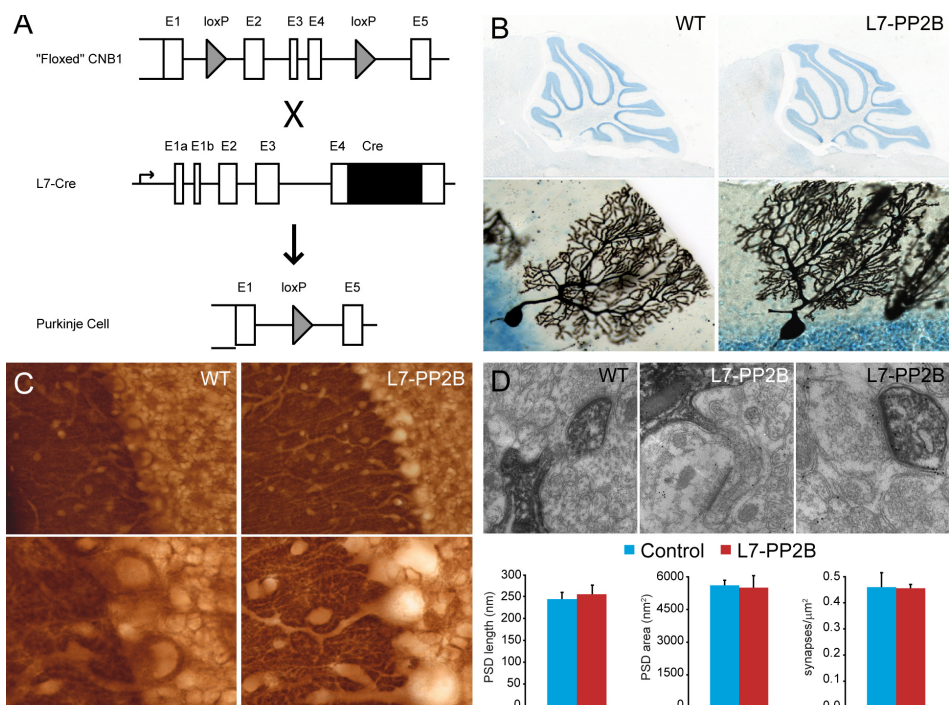 A
E1 loxP E2 E3 E4 loxP E5
"Floxed" CNB1
X
E1a E1b E2 E3 E4 Cre
L7-Cre
E1 loxP E5
Purkinje Cell
B
WT
L7-PP2B
C
WT
L7-PP2B
D
WT
L7-PP2B
L7-PP2B
Control L7-PP2B
PSD length (nm)
300
250
200
150
100
50
0
PSD area (nm²)
6000
3000
0
synapses/µm²
0.5
0.4
0.3
0.2
0.1
0.0